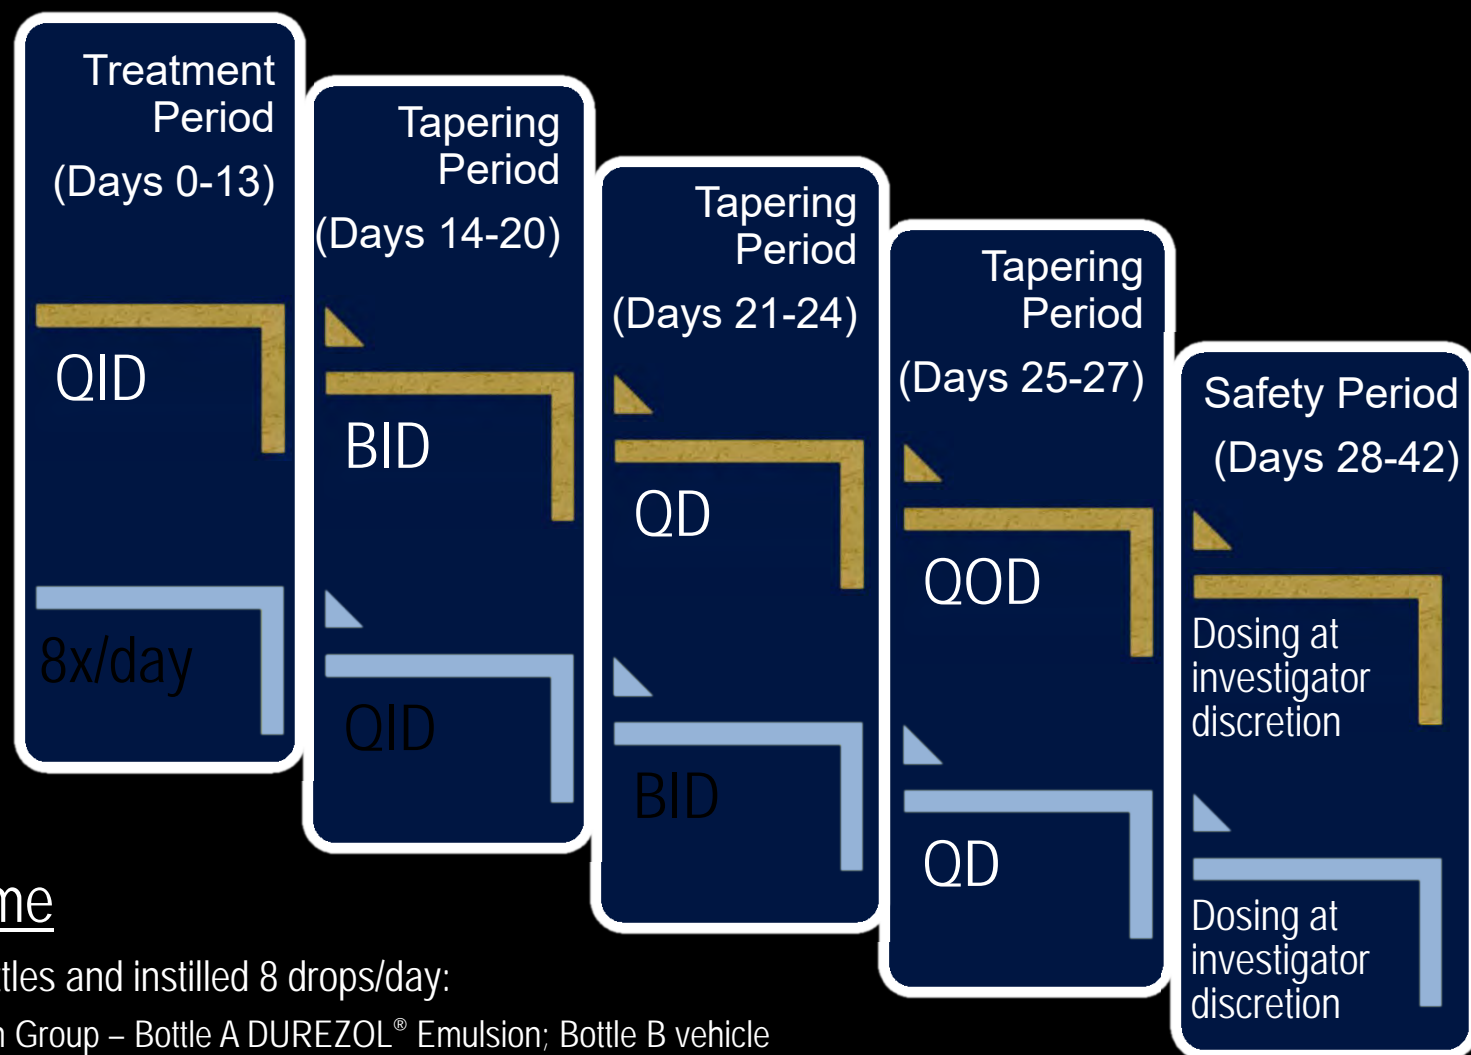 Treatment
Period
(Days 0-13)
QID
8x/day
Tapering
Period
(Days 14-20)
BID
QID
Tapering
Period
(Days 21-24)
QD
BID
Tapering
Period
(Days 25-27)
QOD
QD
Safety Period
(Days 28-42)
Dosing at
investigator
discretion
Dosing at
investigator
discretion
and instilled 8 drops/day:
Group – Bottle A DUREZOL® Emulsion; Bottle B vehicle